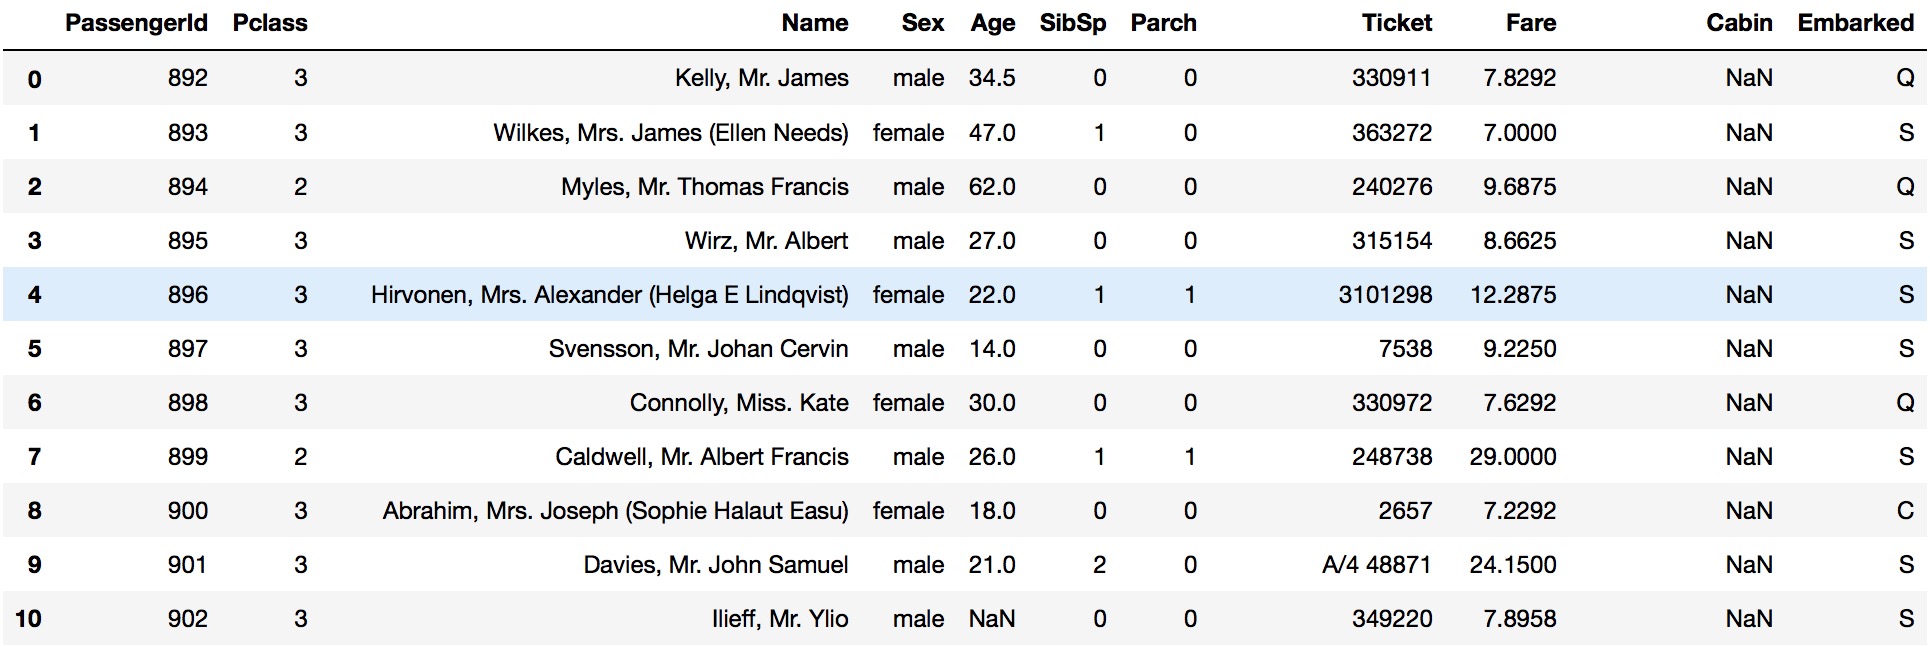 PassengerId Pclass Name Sex Age SibSp Parch Ticket Fare Cabin Embarked
0 892 3 Kelly, Mr. James male 34.5 0 0 330911 7.8292 NaN Q
1 893 3 Wilkes, Mrs. James (Ellen Needs) female 47.0 1 0 363272 7.0000 NaN S
2 894 2 Myles, Mr. Thomas Francis male 62.0 0 0 240276 9.6875 NaN Q
3 895 3 Wirz, Mr. Albert male 27.0 0 0 315154 8.6625 NaN S
4 896 3 Hirvonen, Mrs. Alexander (Helga E Lindqvist) female 22.0 1 1 3101298 12.2875 NaN S
5 897 3 Svensson, Mr. Johan Cervin male 14.0 0 0 7538 9.2250 NaN S
6 898 3 Connolly, Miss. Kate female 30.0 0 0 330972 7.6292 NaN Q
7 899 2 Caldwell, Mr. Albert Francis male 26.0 1 1 248738 29.0000 NaN S
8 900 3 Abrahim, Mrs. Joseph (Sophie Halaut Easu) female 18.0 0 0 2657 7.2292 NaN C
9 901 3 Davies, Mr. John Samuel male 21.0 2 0 A/4 48871 24.1500 NaN S
10 902 3 Ilieff, Mr. Ylio male NaN 0 0 349220 7.8958 NaN S